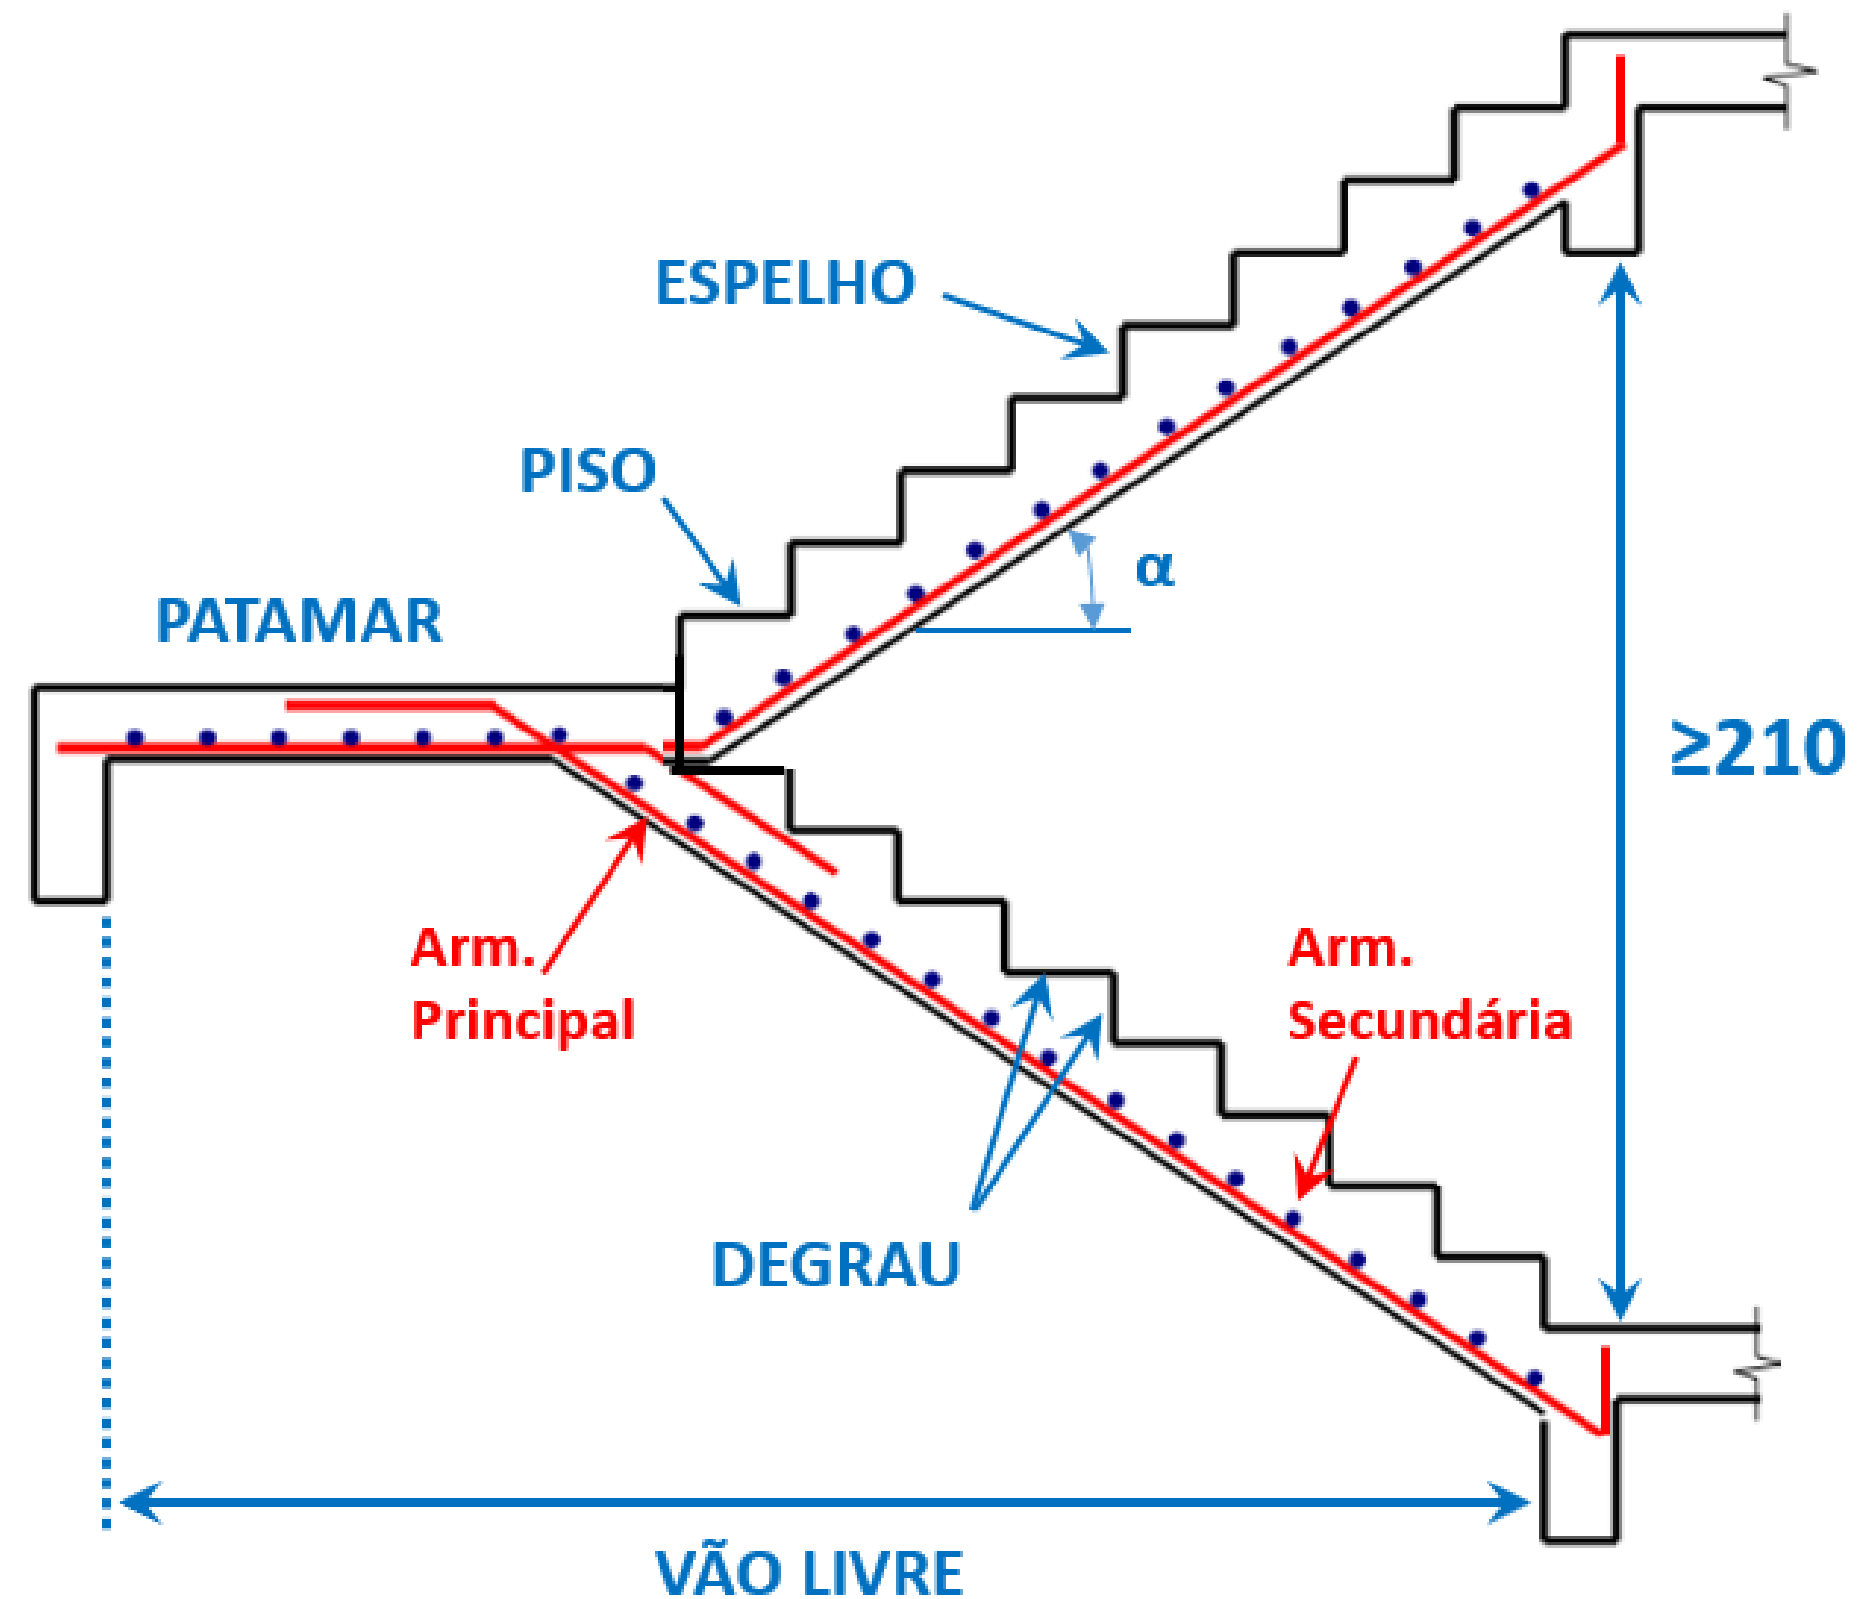 ESPELHO
PISO
α
PATAMAR
≥210
Arm.
Principal
Arm.
Secundária
DEGRAU
VÃO LIVRE